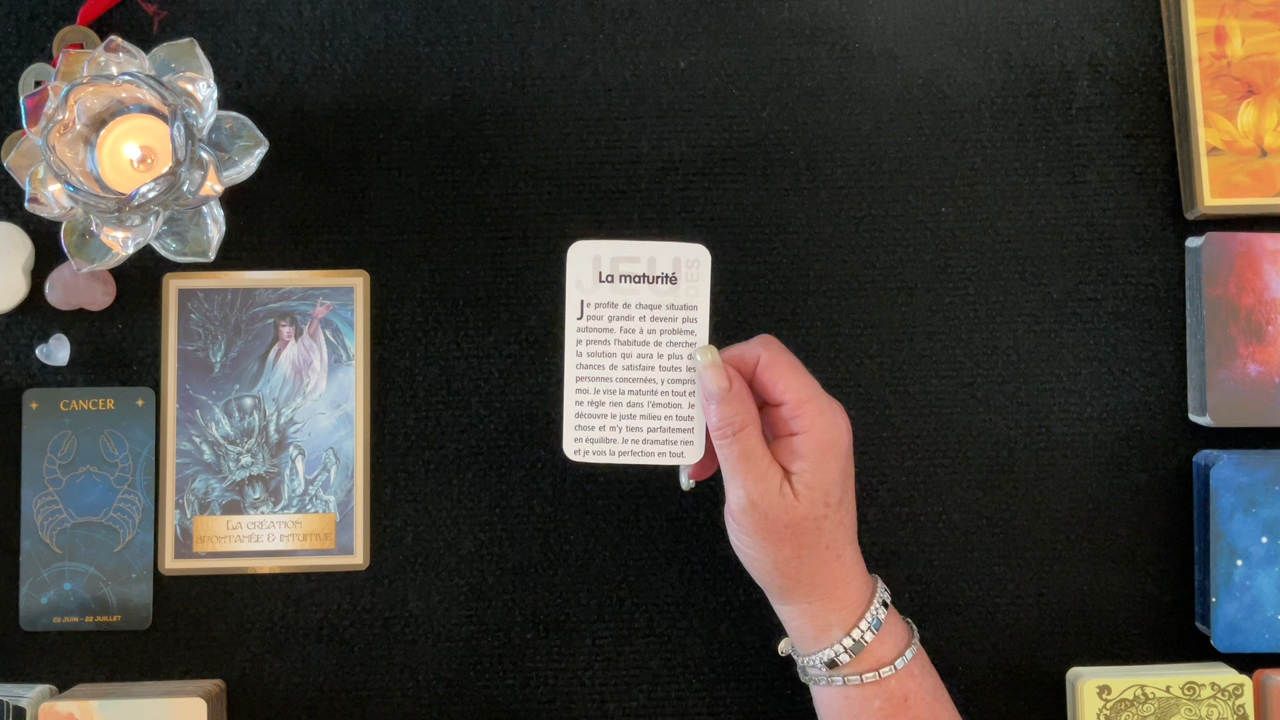 JEU DES
La maturité
Je profite de chaque situation
pour grandir et devenir plus
autonome. Face à un problème,
je prends l'habitude de chercher
la solution qui aura le plus de
chances de satisfaire toutes les
personnes concernées, y compris
moi. Je vise la maturité en tout et
ne règle rien dans l'émotion. Je
découvre le juste milieu en toute
chose et m'y tiens parfaitement
en équilibre. Je ne dramatise rien
et je vois la perfection en tout.
CANCER
22 JUIN - 22 JUILLET
LA CRÉATION
SPONTANÉE & INTUITIVE